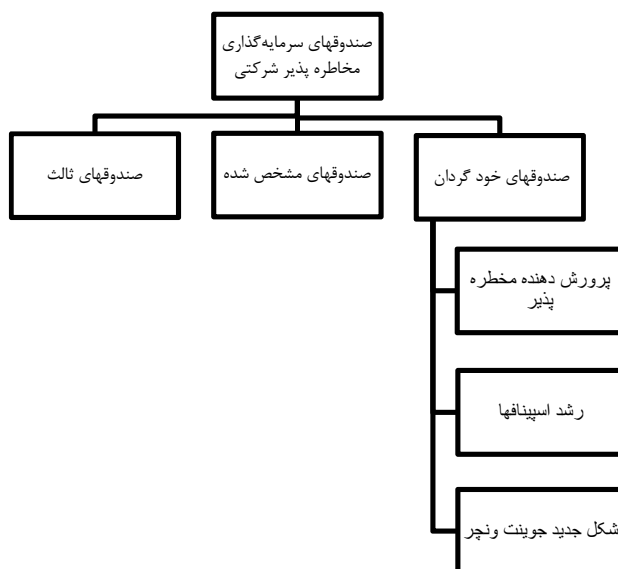 صندوقهای سرمایه‌گذاری
مخاطره پذیر شرکتی
صندوقهای خود گردان
صندوقهای مشخص شده
صندوقهای ثالث
پرورش دهنده مخطره
پذیر
رشد اسپینافها
شکل جدید جوینت ونچر